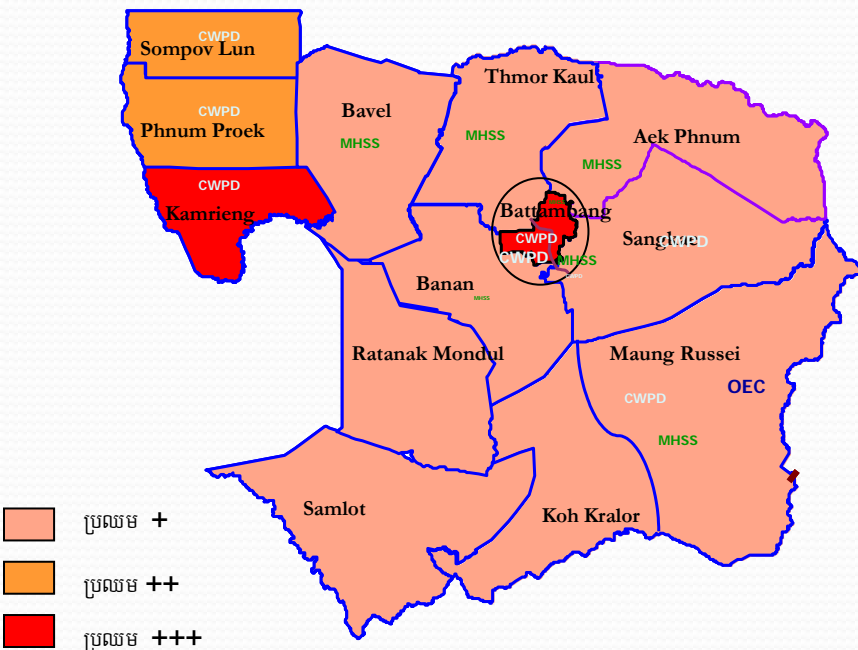 CWPD
Sompov Lun
Thmor Kaul
CWPD
Bavel
Phnum Proek
MHSS
MHSS
Aek Phnum
MHSS
CWPD
Kamrieng
Battambang
CWPD
Sangkae
CWPD
CWPD
MHSS
CWPD
Banan
MHSS
Ratanak Mondul
Maung Russei
OEC
CWPD
MHSS
Samlot
Koh Kralor
ប្រឈម +
ប្រឈម ++
ប្រឈម +++